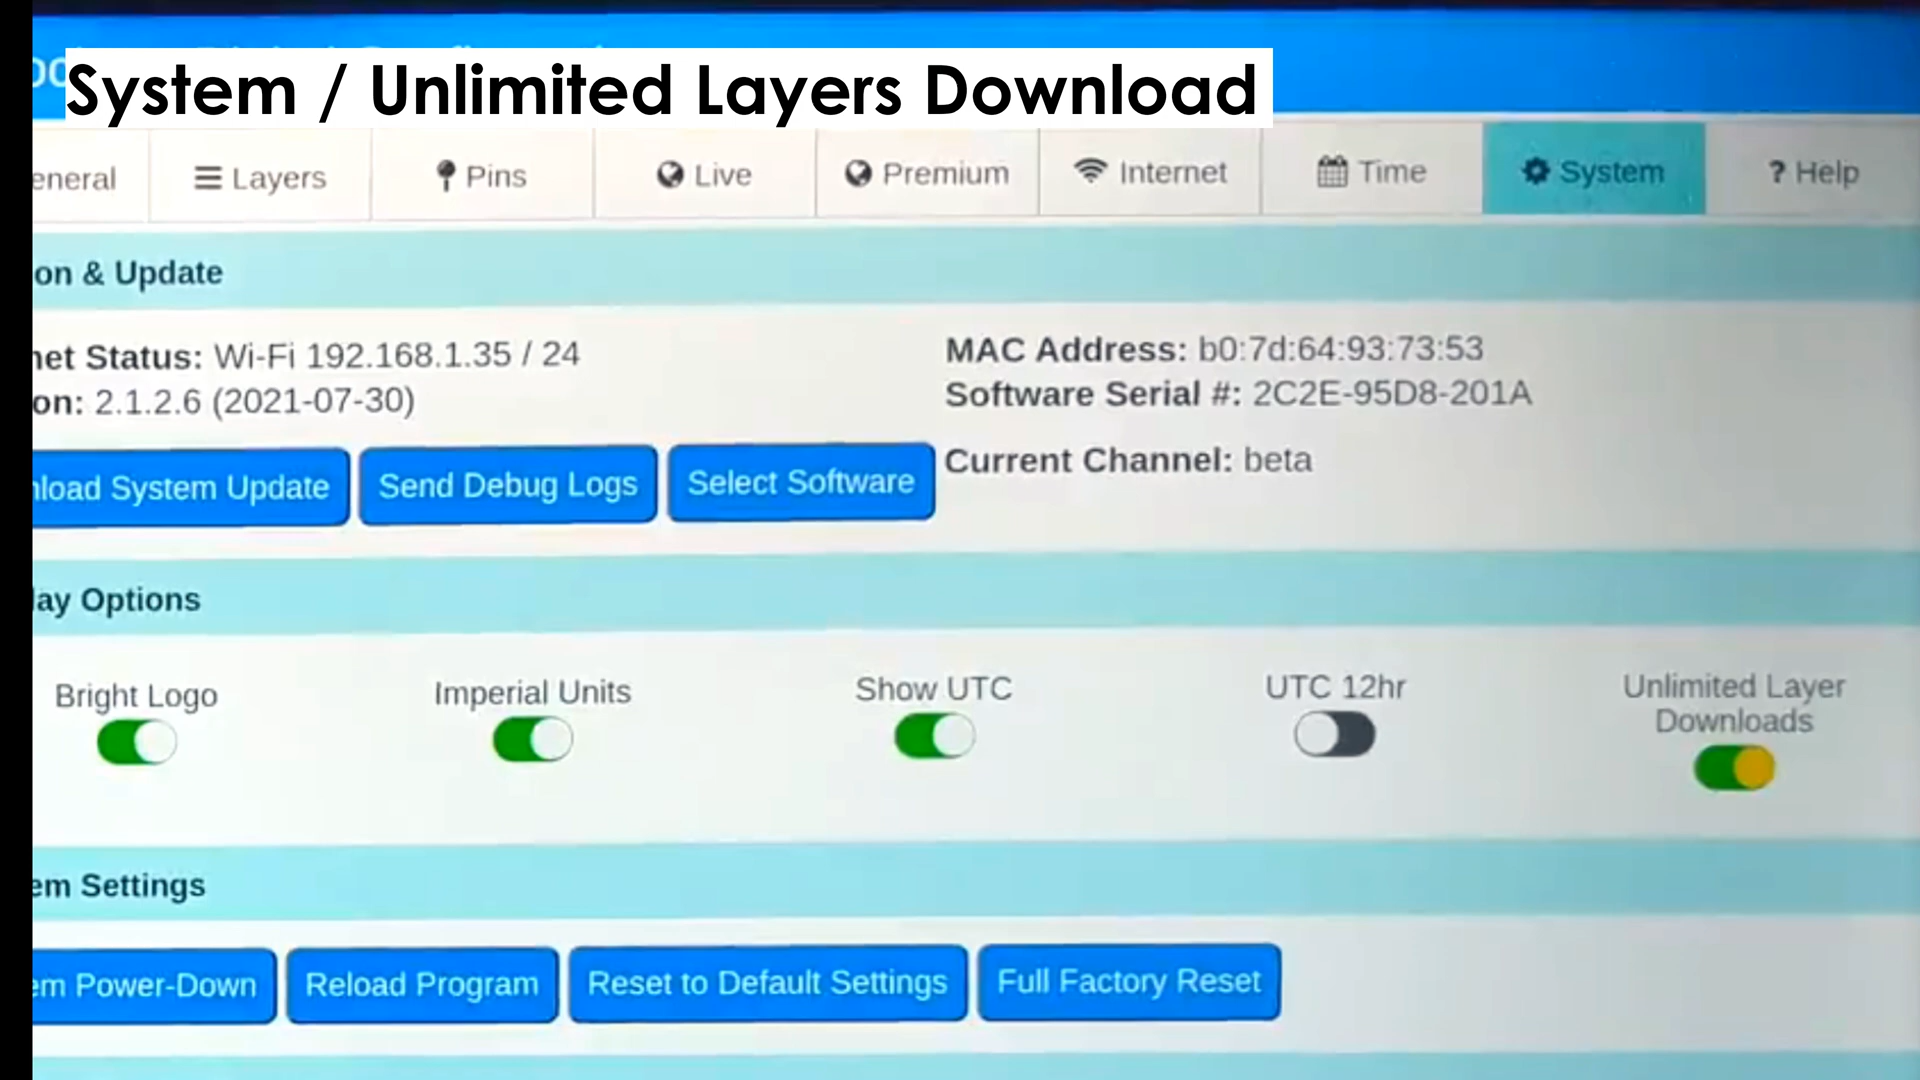 System / Unlimited Layers Download
eneral Layers Pins Live Premium Internet Time System ? Help
on & Update
net Status: Wi-Fi 192.168.1.35 / 24
MAC Address: b0:7d:64:93:73:53
on: 2.1.2.6 (2021-07-30)
Software Serial #: 2C2E-95D8-201A
nload System Update Send Debug Logs Select Software
Current Channel: beta
lay Options
Bright Logo Imperial Units Show UTC UTC 12hr Unlimited Layer
Downloads
em Settings
em Power-Down Reload Program Reset to Default Settings Full Factory Reset